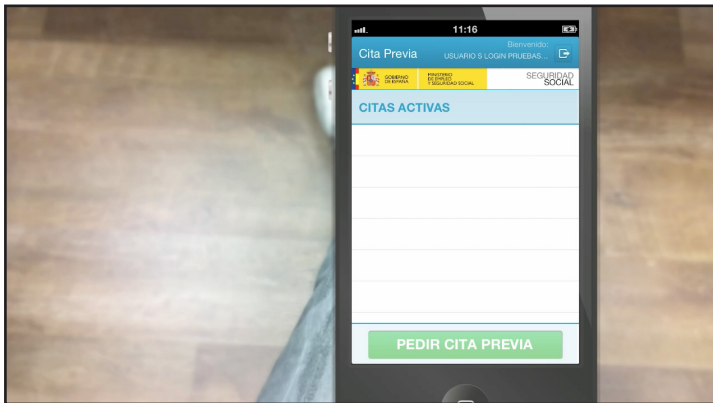 11:16
Bienvenido:
Cita Previa
USUARIO S LOGIN PRUEBAS...
GOBIERNO
DE ESPAÑA
MINISTERIO
DE EMPLEO
Y SEGURIDAD SOCIAL
SEGURIDAD
SOCIAL
CITAS ACTIVAS
PEDIR CITA PREVIA